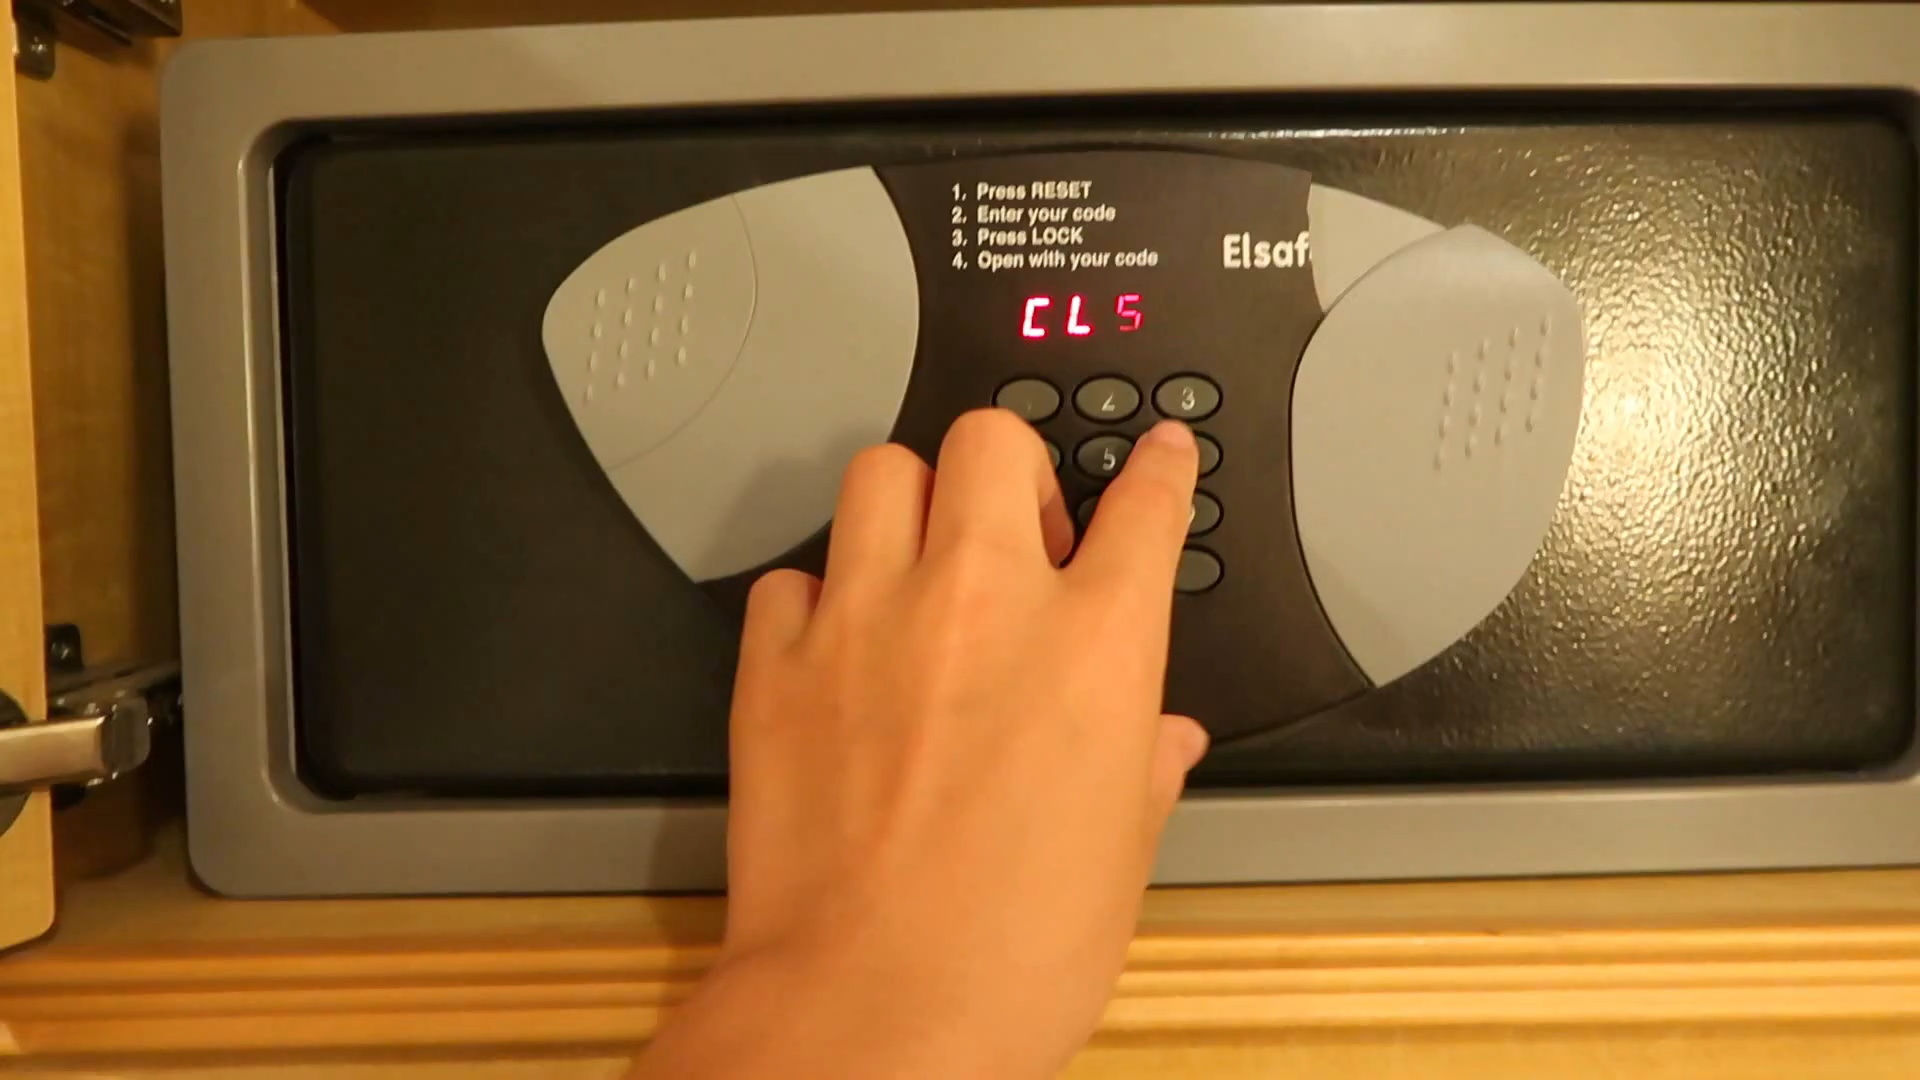 1. Press RESET
2. Enter your code
3. Press LOCK
4. Open with your code
Elsaf
CLS
2 3
5